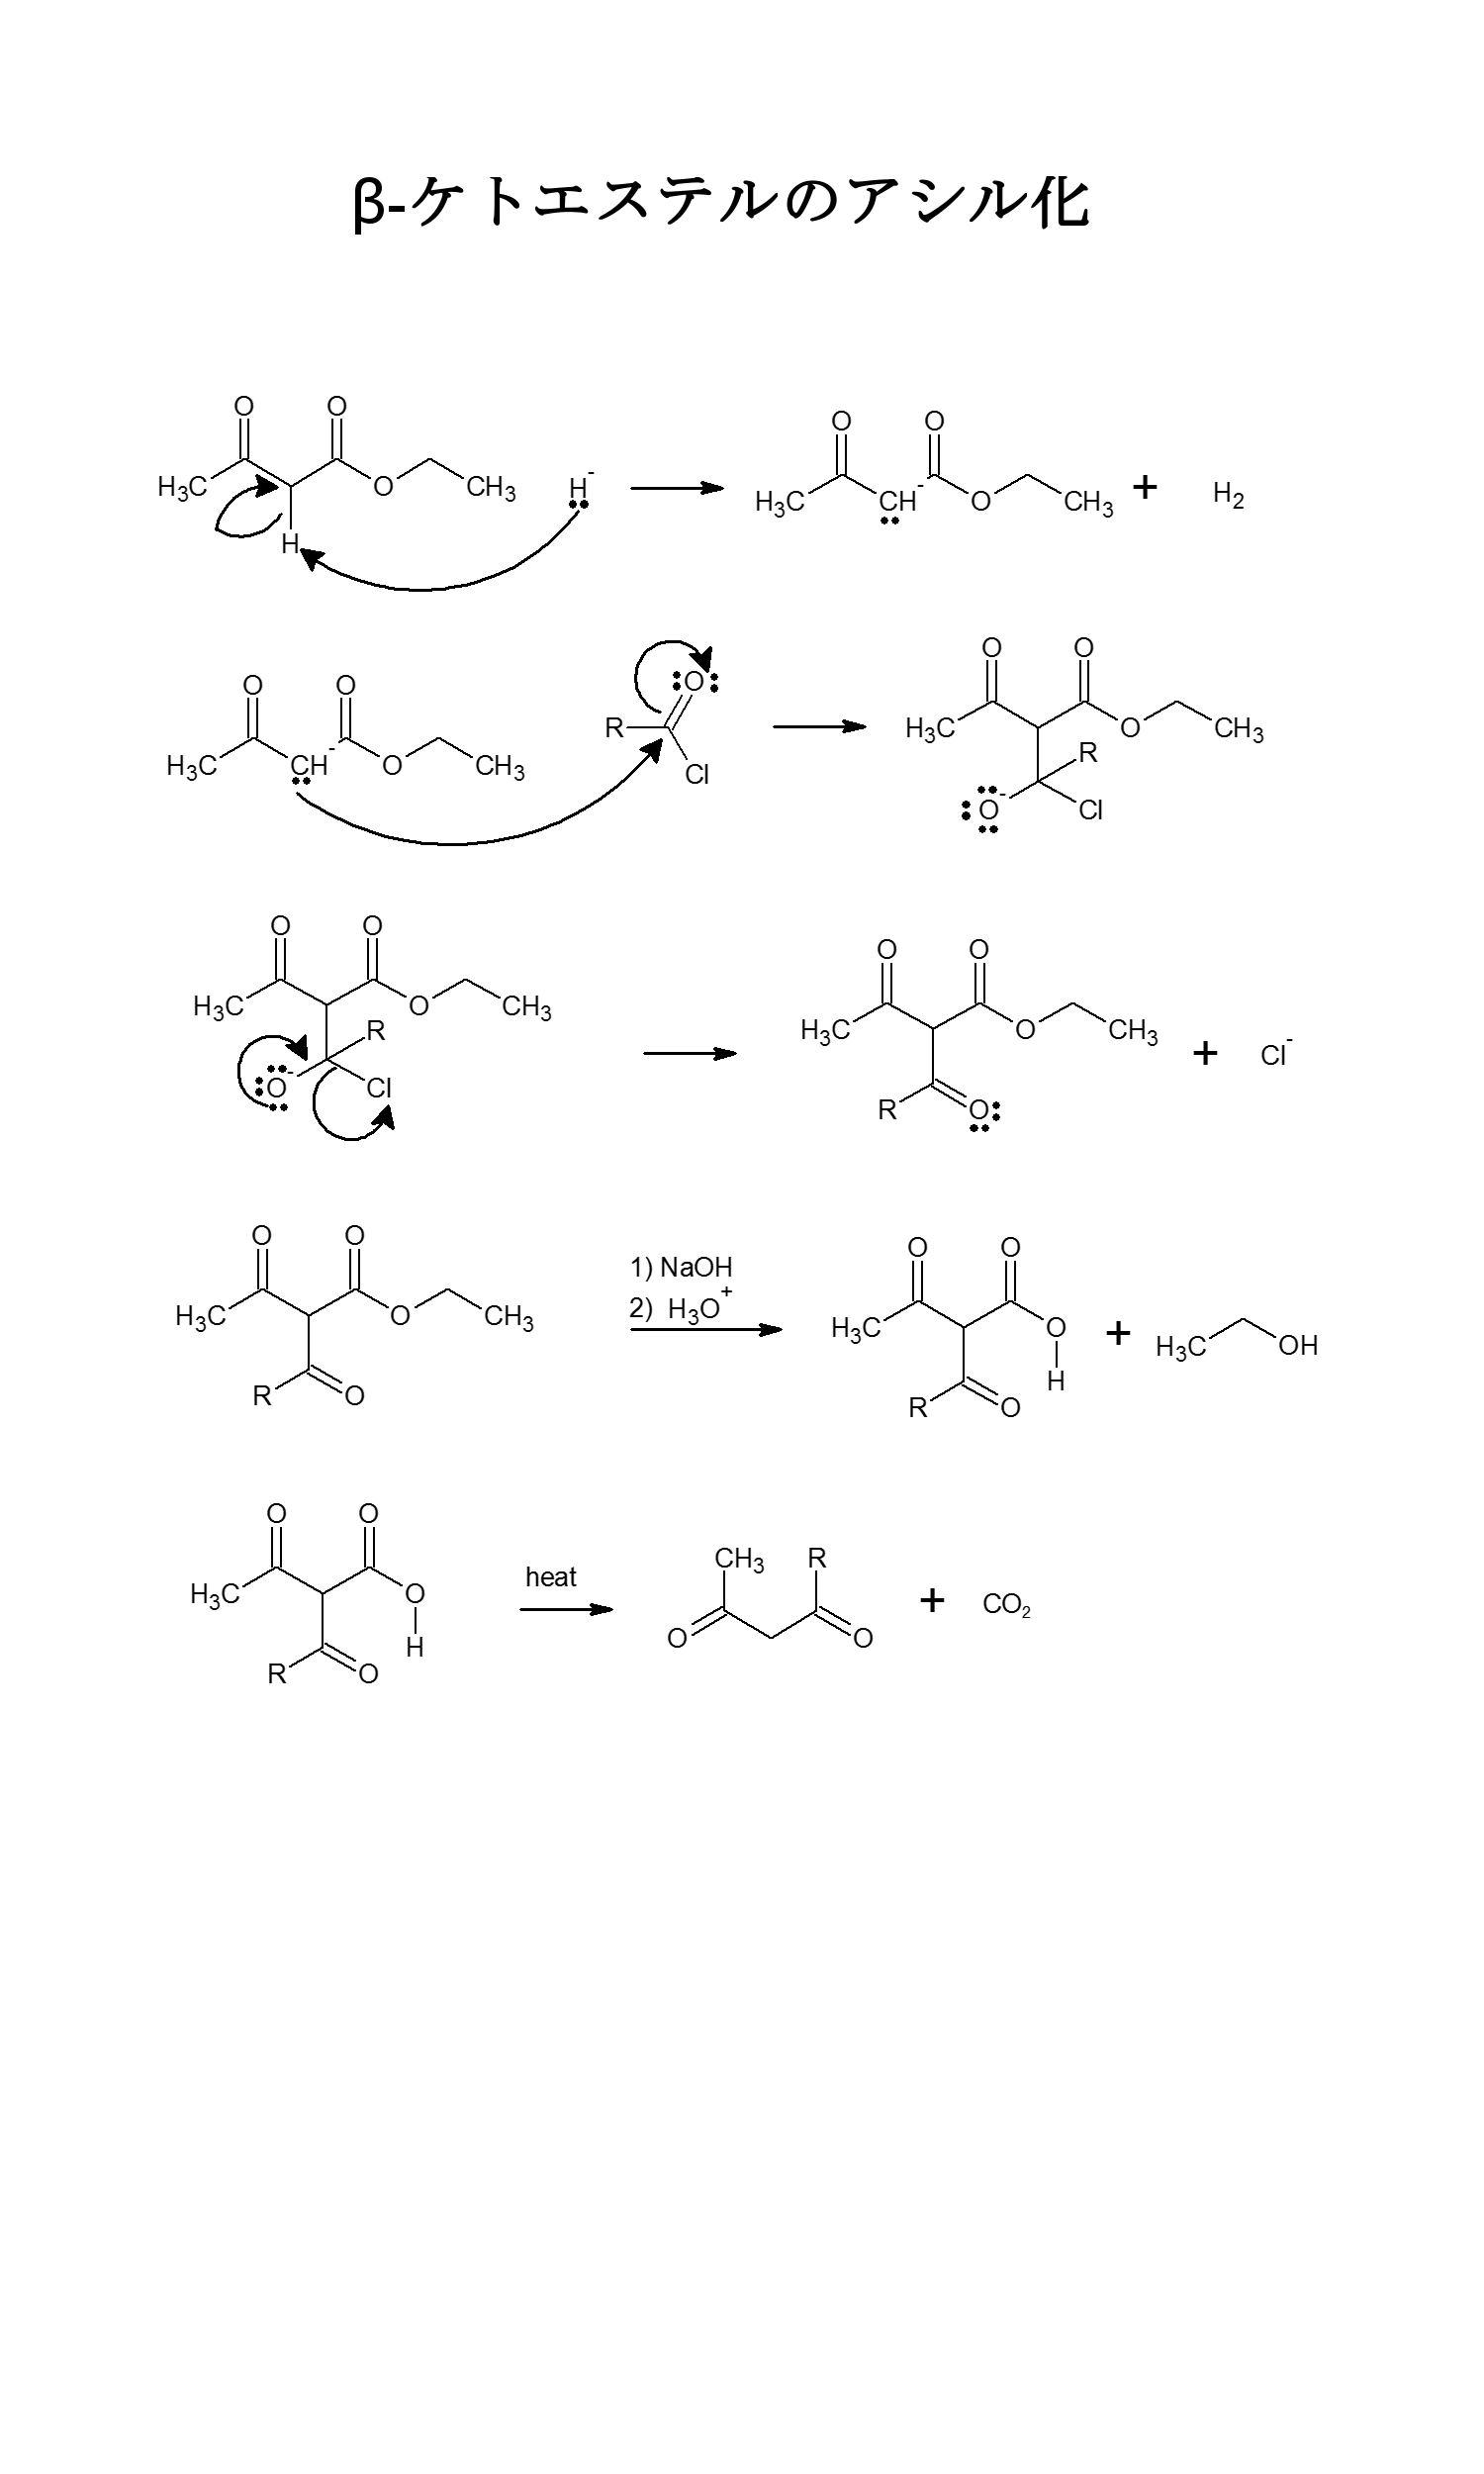 β-ケトエステルのアシル化
O O O O
H₃C O CH₃ H⁻ H₃C CH⁻ O CH₃ + H₂
H
O O O O O O
H₃C CH⁻ O CH₃ R Cl H₃C O CH₃
R
O⁻ Cl
O O O O
H₃C O CH₃ H₃C O CH₃ + Cl⁻
R
O⁻ Cl R O
O O 1) NaOH O O
H₃C O CH₃ 2) H₃O⁺ H₃C O + H₃C OH
H
R O R O
O O CH₃ R
H₃C O heat + CO₂
H O O
R O